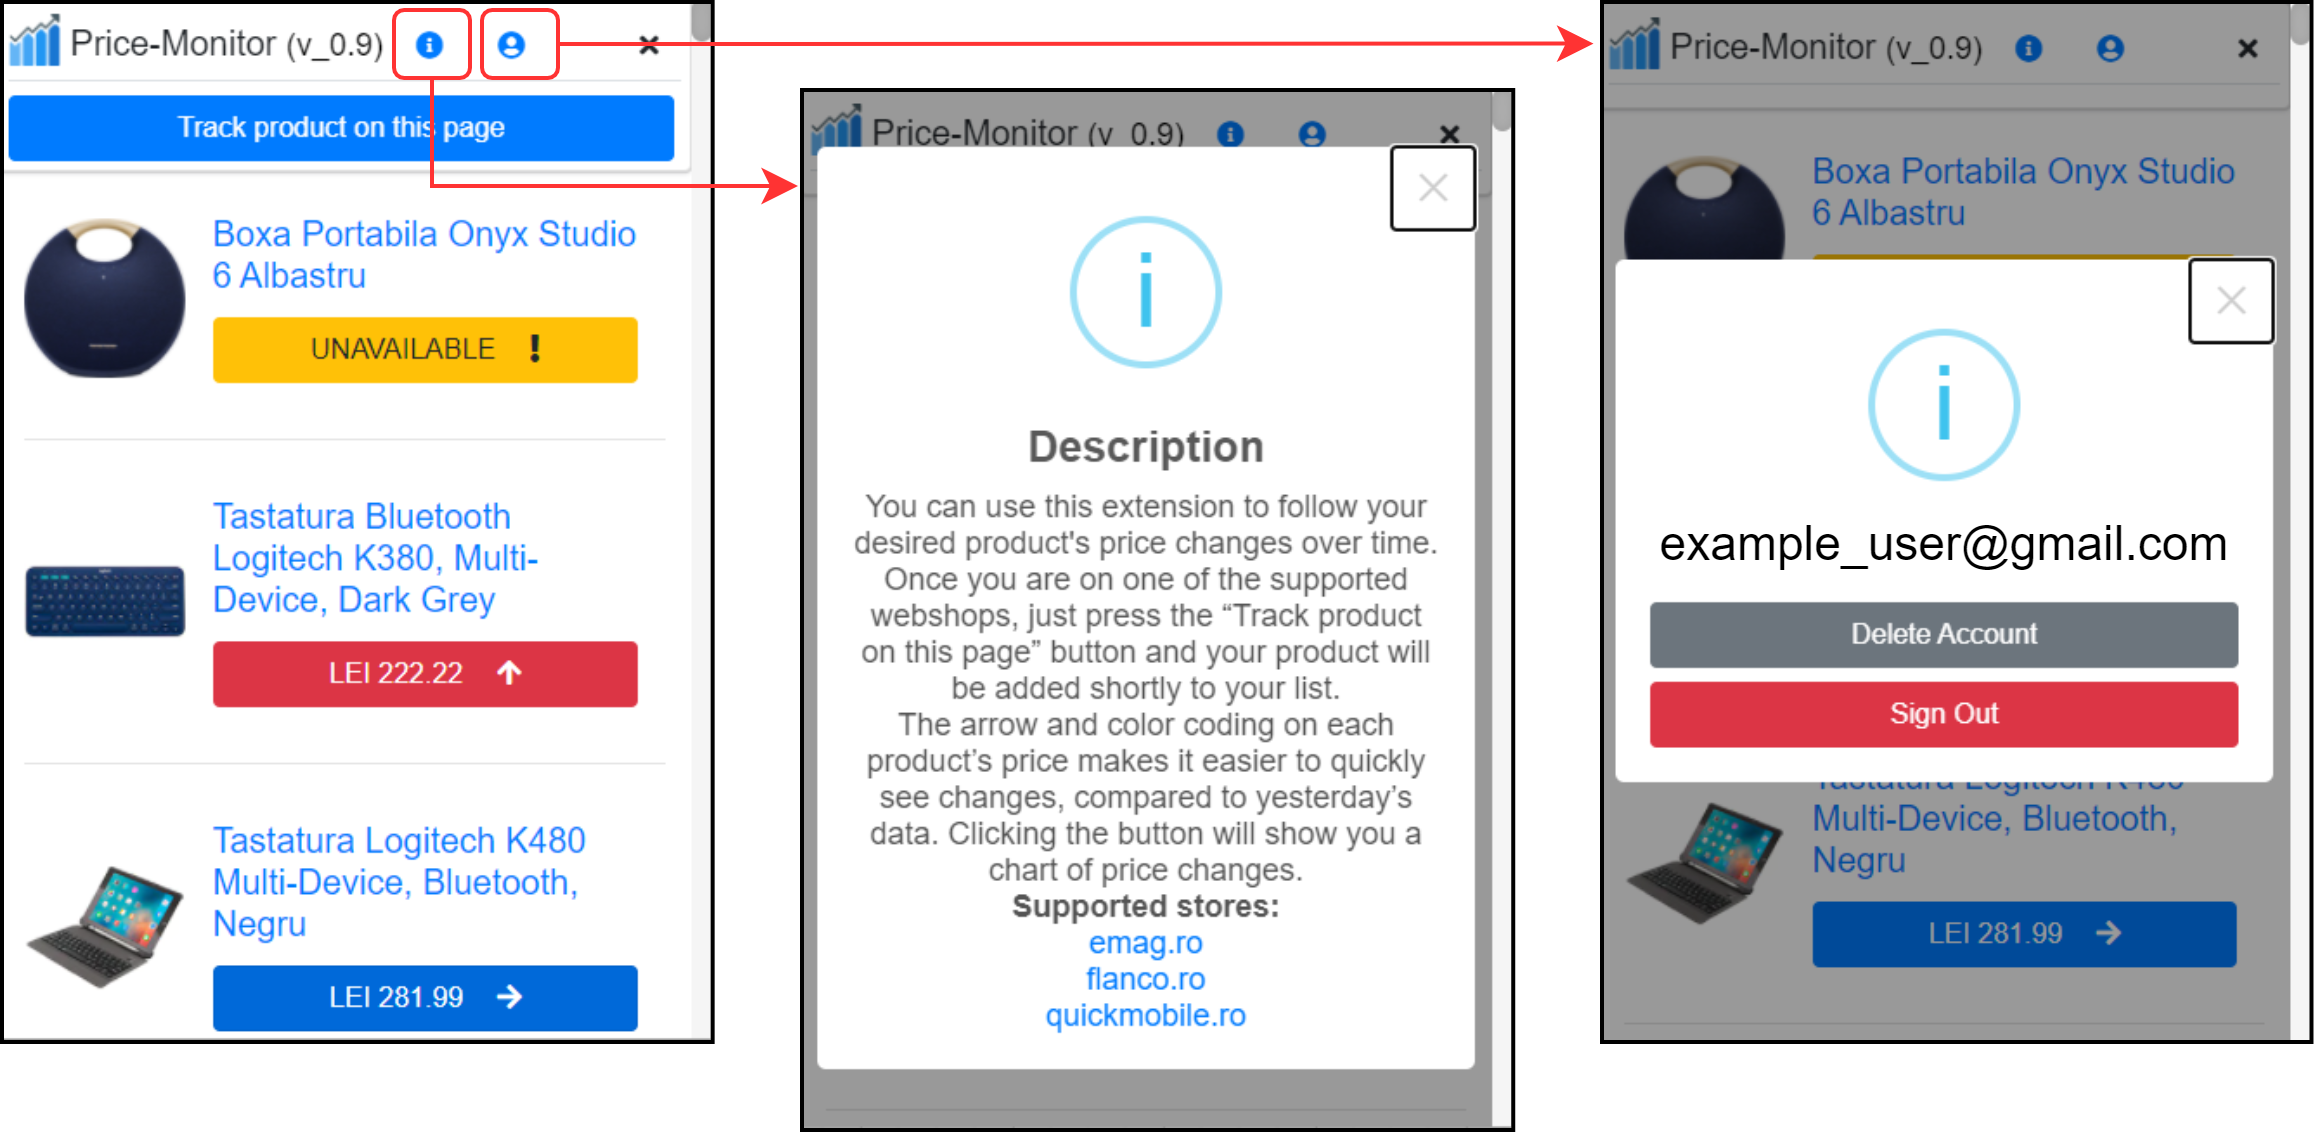 Price-Monitor (v_0.9)
Track product on this page
Boxa Portabila Onyx Studio
6 Albastru
UNAVAILABLE
Tastatura Bluetooth
Logitech K380, Multi-
Device, Dark Grey
LEI 222.22
Tastatura Logitech K480
Multi-Device, Bluetooth,
Negru
LEI 281.99
Price-Monitor (v_0.9)
Description
You can use this extension to follow your
desired product's price changes over time.
Once you are on one of the supported
webshops, just press the “Track product
on this page” button and your product will
be added shortly to your list.
The arrow and color coding on each
product’s price makes it easier to quickly
see changes, compared to yesterday’s
data. Clicking the button will show you a
chart of price changes.
Supported stores:
emag.ro
flanco.ro
quickmobile.ro
Price-Monitor (v_0.9)
Boxa Portabila Onyx Studio
6 Albastru
example_user@gmail.com
Delete Account
Sign Out
Tastatura Logitech K480
Multi-Device, Bluetooth,
Negru
LEI 281.99